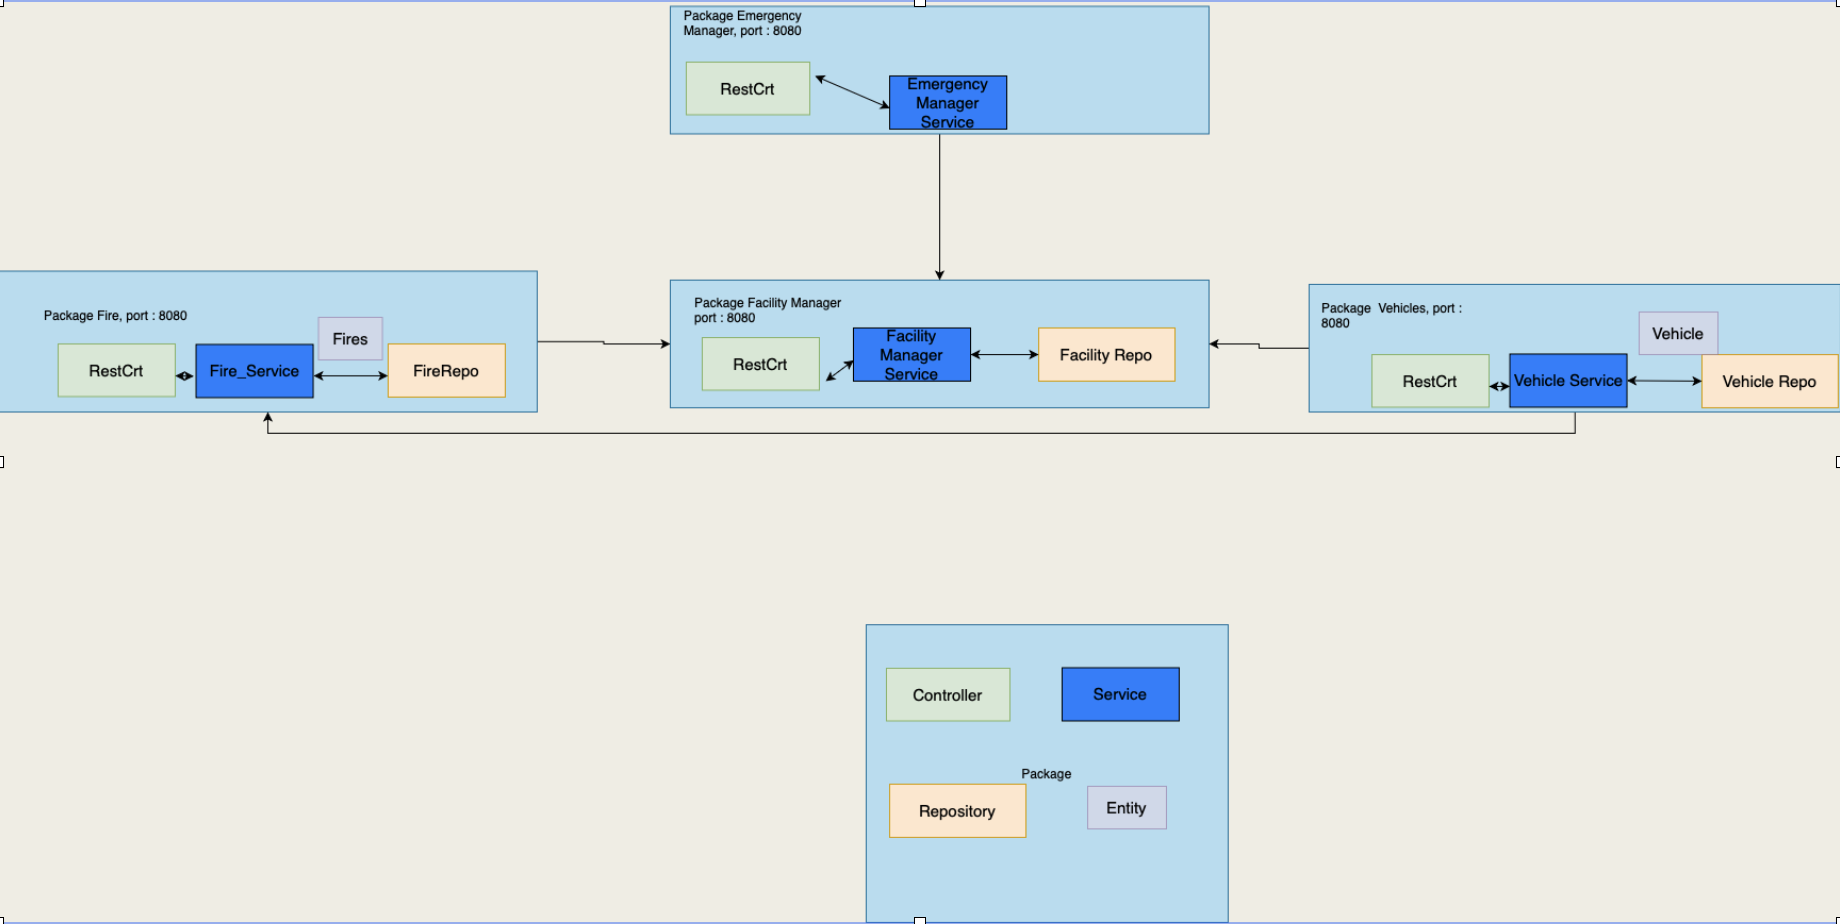 Package Emergency
Manager, port : 8080
RestCrt
Emergency
Manager
Service
Package Fire, port : 8080
Fires
RestCrt
Fire_Service
FireRepo
Package Facility Manager
port : 8080
RestCrt
Facility
Manager
Service
Facility Repo
Package Vehicles, port :
8080
Vehicle
RestCrt
Vehicle Service
Vehicle Repo
Controller
Service
Package
Repository
Entity